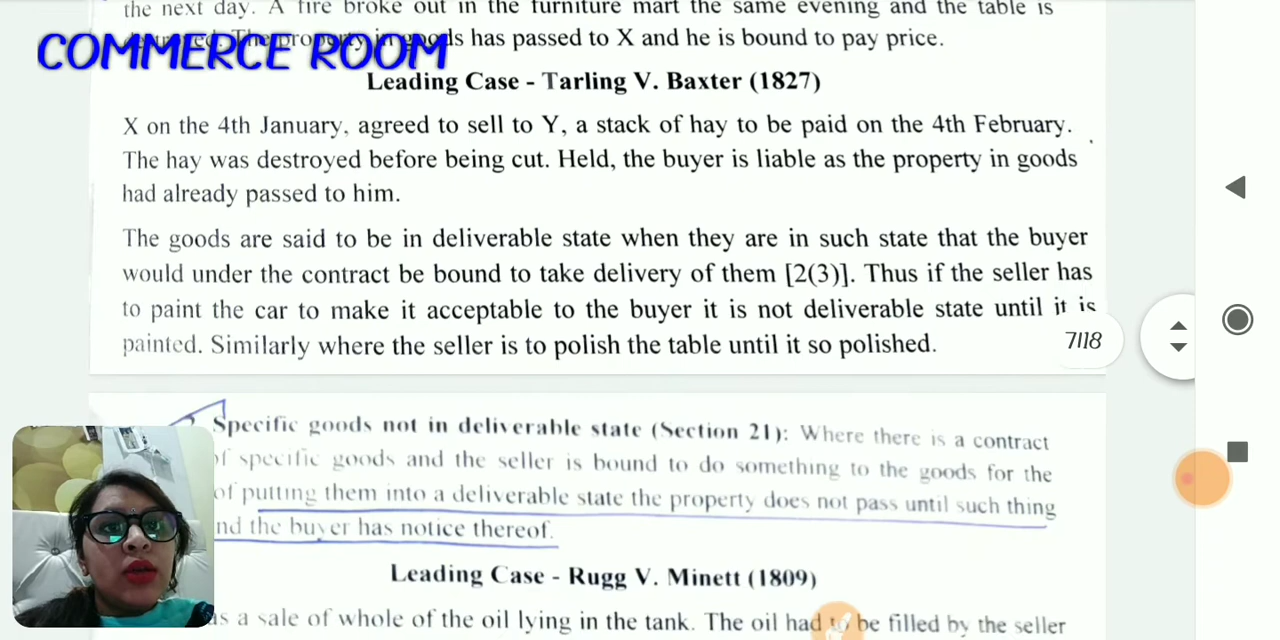 the next day. A fire broke out in the furniture mart the same evening and the table is
COMMERCE ROOM
The property in goods has passed to X and he is bound to pay price.
Leading Case - Tarling V. Baxter (1827)
X on the 4th January, agreed to sell to Y, a stack of hay to be paid on the 4th February.
The hay was destroyed before being cut. Held, the buyer is liable as the property in goods
had already passed to him.
The goods are said to be in deliverable state when they are in such state that the buyer
would under the contract be bound to take delivery of them [2(3)]. Thus if the seller has
to paint the car to make it acceptable to the buyer it is not deliverable state until it is
painted. Similarly where the seller is to polish the table until it so polished.
7/18
Specific goods not in deliverable state (Section 21): Where there is a contract
of specific goods and the seller is bound to do something to the goods for the
of putting them into a deliverable state the property does not pass until such thing
nd the buyer has notice thereof.
Leading Case - Rugg V. Minett (1809)
as a sale of whole of the oil lying in the tank. The oil had to be filled by the seller